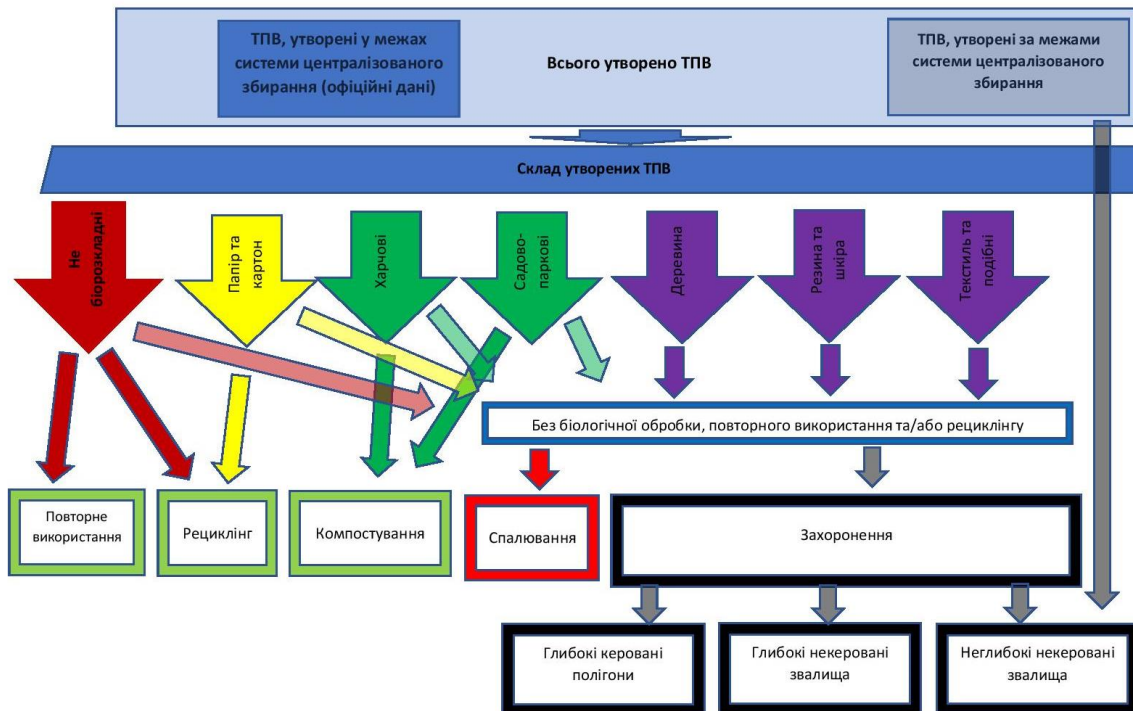 ТПВ, утворені у межах
системи централізованого
збирання (офіційні дані)
Всього утворено ТПВ
ТПВ, утворені за межами
системи централізованого
збирання
Склад утворених ТПВ
Не
біорозкладні
Папір та
картон
Харчові
Садово-
паркові
Деревина
Резина та
шкіра
Текстиль та
подібні
Без біологічної обробки, повторного використання та/або рециклінгу
Повторне
використання
Рециклінг
Компостування
Спалювання
Захоронення
Глибокі керовані
полігони
Глибокі некеровані
звалища
Неглибокі некеровані
звалища